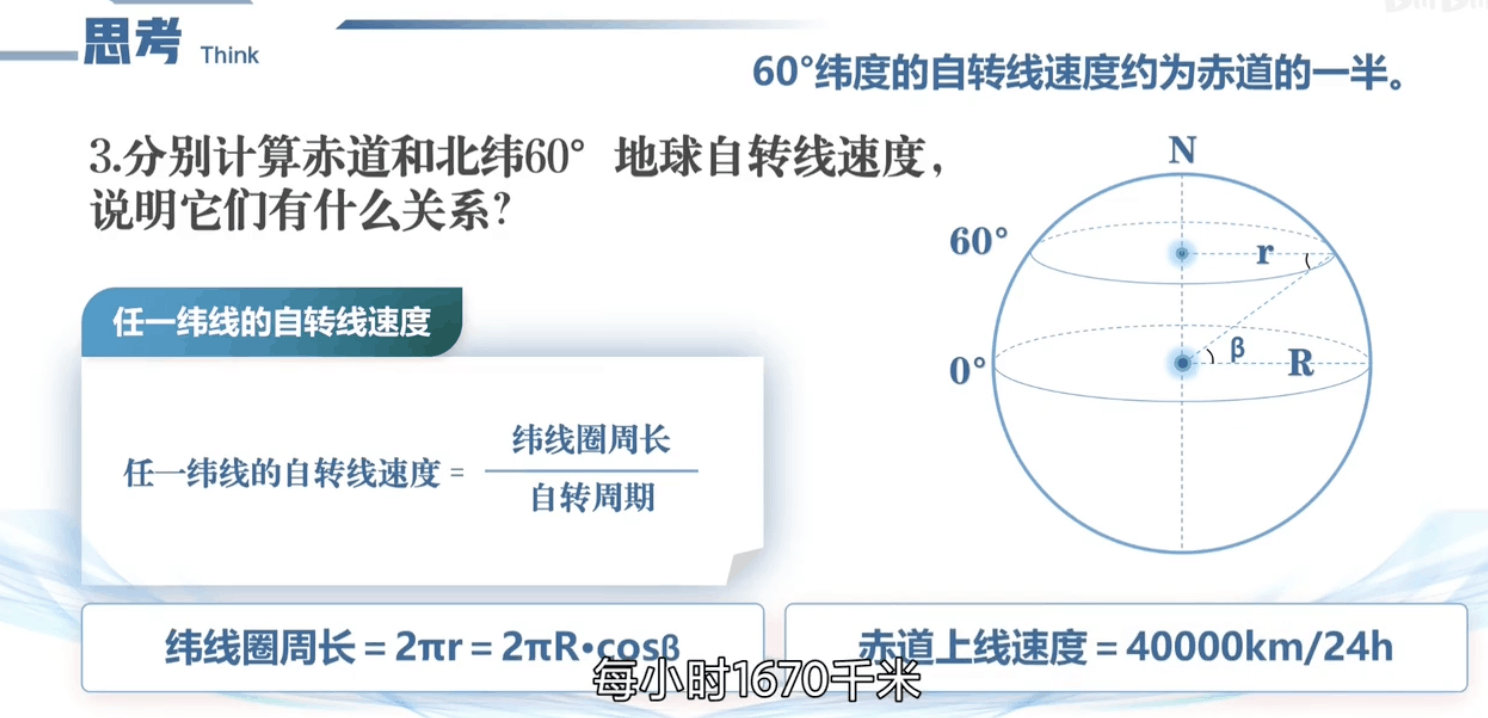 思考 Think
60°纬度的自转线速度约为赤道的一半。
3.分别计算赤道和北纬60°地球自转线速度，
说明它们有什么关系？
N
60°
r
β
0°
R
任一纬线的自转线速度
任一纬线的自转线速度 =
纬线圈周长
自转周期
纬线圈周长 = 2πr = 2πR•cosβ
赤道上线速度 = 40000km/24h
每小时1670千米